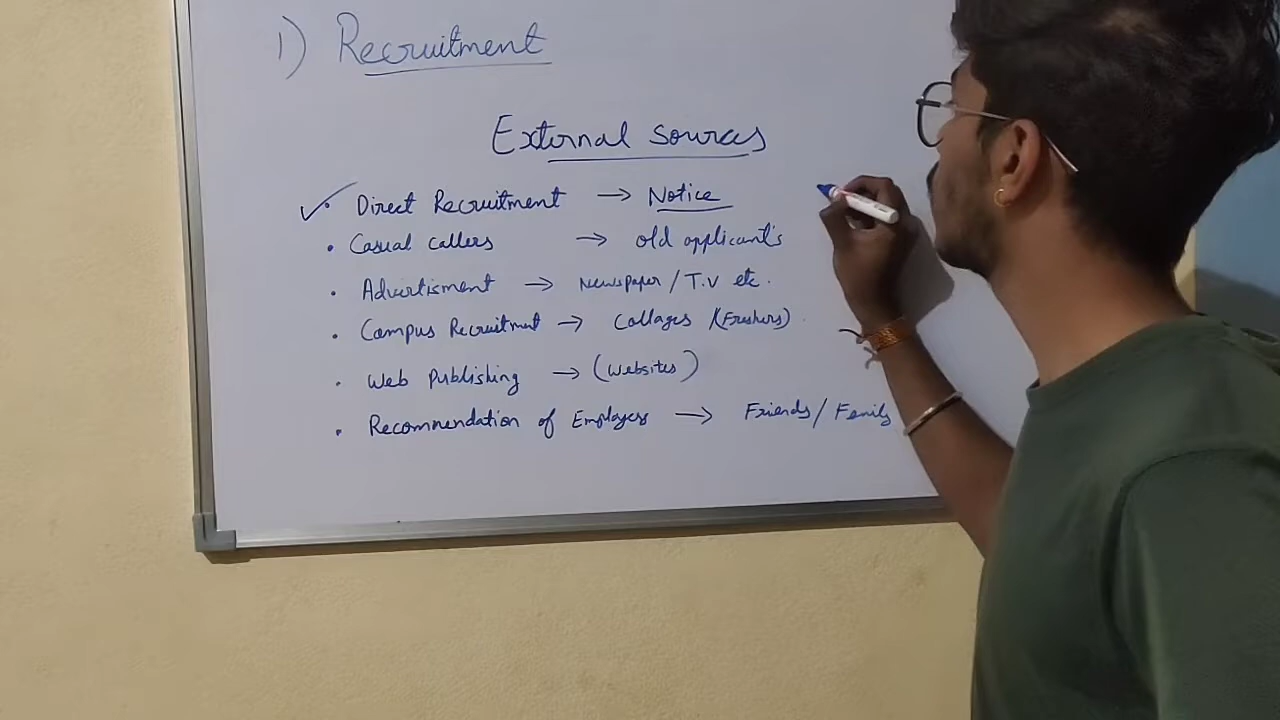 1) Recruitment
External sources
✓• Direct Recruitment → Notice
• Casual callers → old applicant's
• Advertisment → Newspaper / T.V etc.
• Campus Recruitment → Collages (Freshers)
• Web Publishing → (Websites)
• Recommendation of Employees → Friends / Family